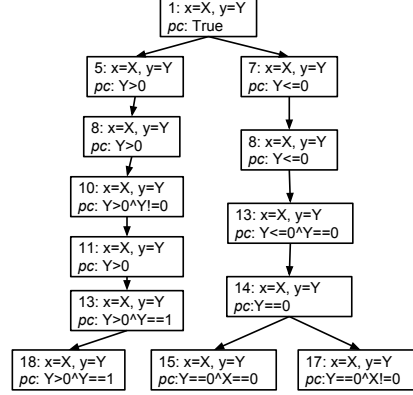 1: x=X, y=Y
pc: True
5: x=X, y=Y
pc: Y>0
7: x=X, y=Y
pc: Y<=0
8: x=X, y=Y
pc: Y>0
8: x=X, y=Y
pc: Y<=0
10: x=X, y=Y
pc: Y>0^Y!=0
11: x=X, y=Y
pc: Y>0
13: x=X, y=Y
pc: Y<=0^Y==0
13: x=X, y=Y
pc: Y>0^Y==1
14: x=X, y=Y
pc:Y==0
18: x=X, y=Y
pc: Y>0^Y==1
15: x=X, y=Y
pc:Y==0^X==0
17: x=X, y=Y
pc:Y==0^X!=0